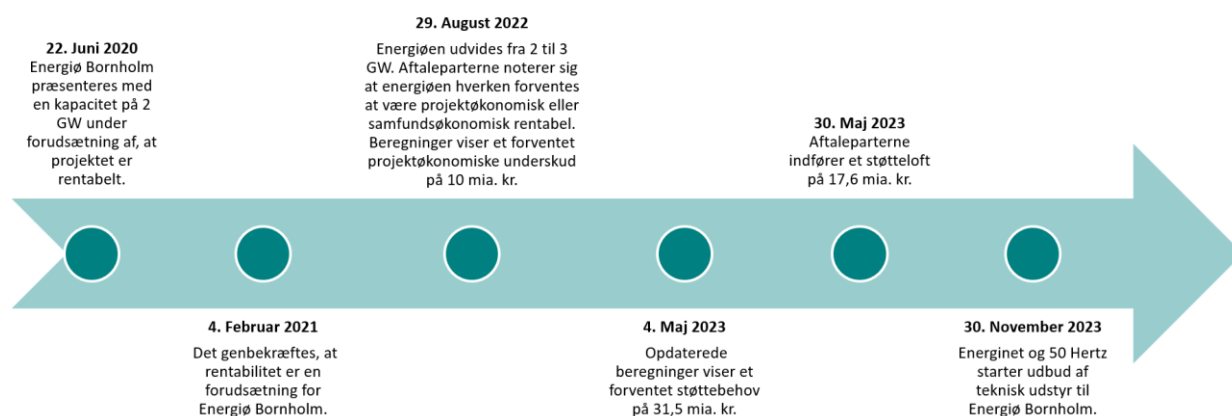 22. Juni 2020
Energiø Bornholm
præsenteres med
en kapacitet på 2
GW under
forudsætning af, at
projektet er
rentabelt.
4. Februar 2021
Det genbekræftes, at
rentabilitet er en
forudsætning for
Energiø Bornholm.
29. August 2022
Energiøen udvides fra 2 til 3
GW. Aftaleparterne noterer sig
at energiøen hverken forventes
at være projektøkonomisk eller
samfundsøkonomisk rentabel.
Beregninger viser et forventet
projektøkonomiske underskud
på 10 mia. kr.
4. Maj 2023
Opdaterede
beregninger viser et
forventet støttebehov
på 31,5 mia. kr.
30. Maj 2023
Aftaleparterne
indfører et støtteloft
på 17,6 mia. kr.
30. November 2023
Energinet og 50 Hertz
starter udbud af
teknisk udstyr til
Energiø Bornholm.